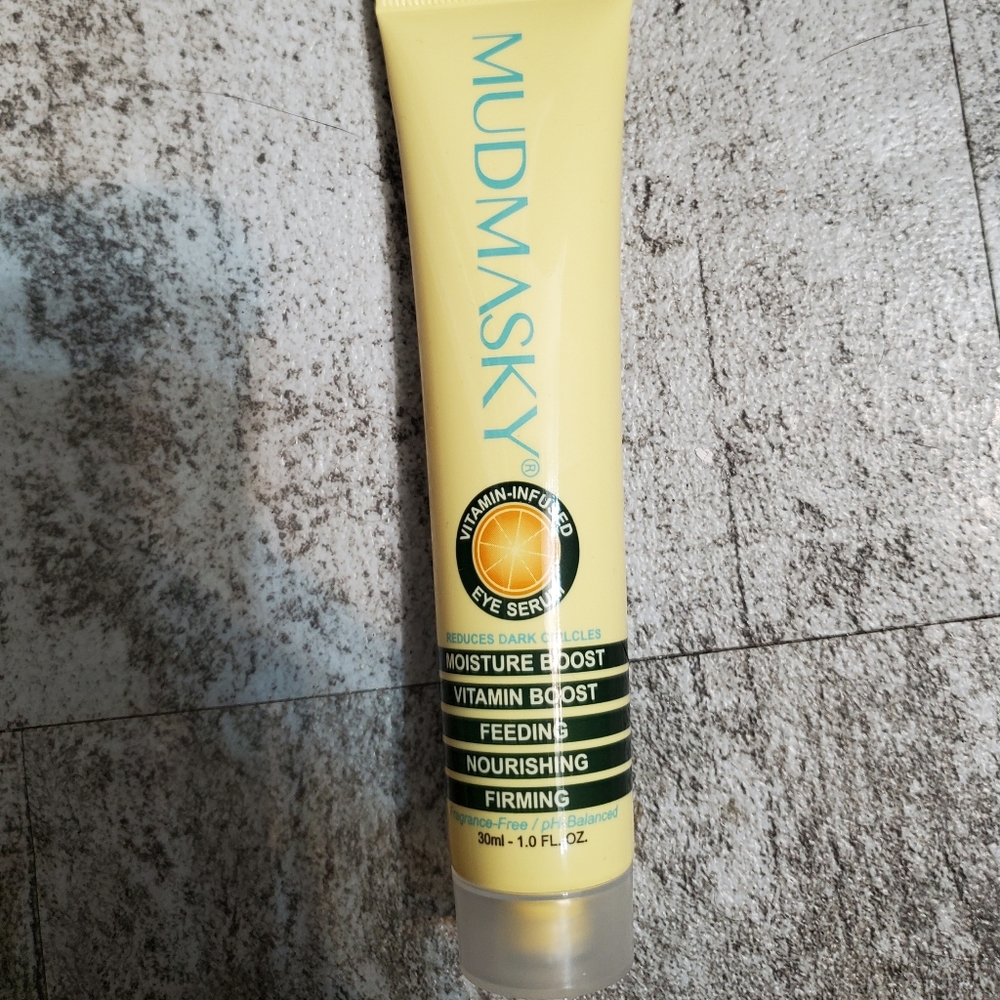 MUDMASKY®
VITAMIN-INFUSED
EYE SERUM
REDUCES DARK CIRLCLES
MOISTURE BOOST
VITAMIN BOOST
FEEDING
NOURISHING
FIRMING
Fragrance-Free / pH-Balanced
30ml - 1.0 FL. OZ.